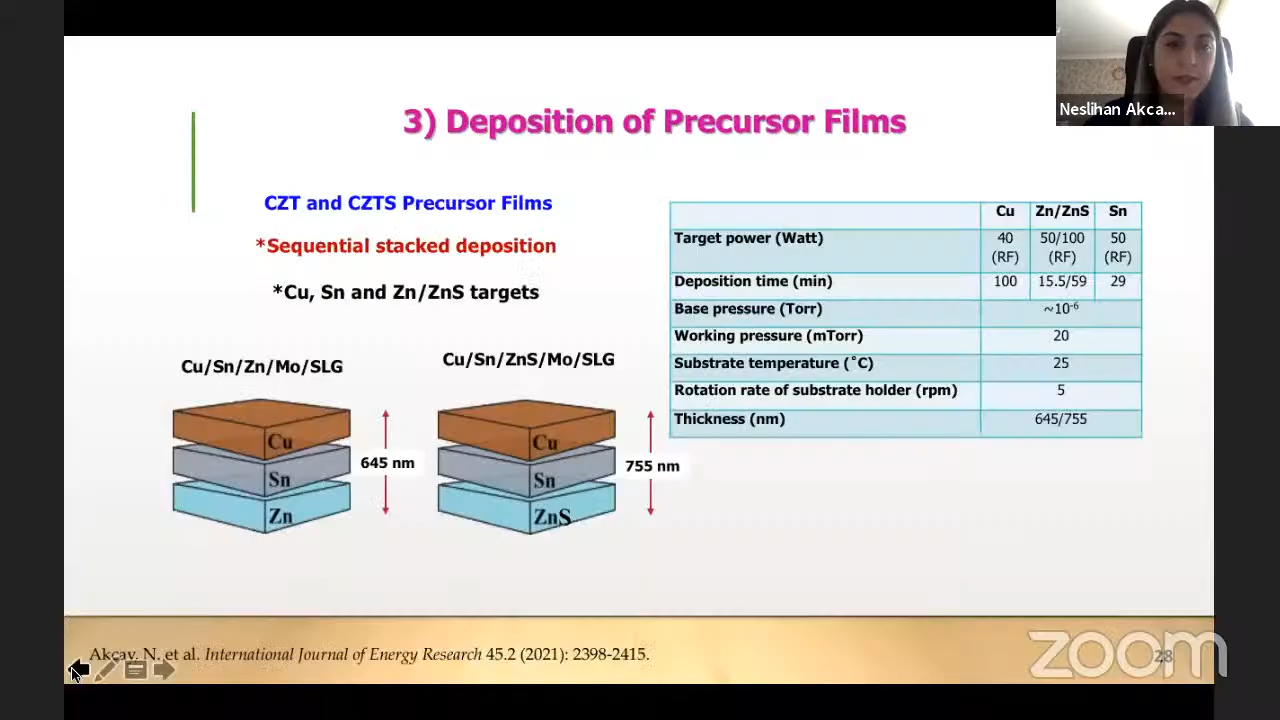 Neslihan Akca...
3) Deposition of Precursor Films
CZT and CZTS Precursor Films
*Sequential stacked deposition
*Cu, Sn and Zn/ZnS targets
Cu/Sn/Zn/Mo/SLG
Cu
Sn
Zn
645 nm
Cu/Sn/ZnS/Mo/SLG
Cu
Sn
ZnS
755 nm
Cu Zn/ZnS Sn
Target power (Watt) 40 50/100 50
(RF) (RF) (RF)
Deposition time (min) 100 15.5/59 29
Base pressure (Torr) ~10⁻⁶
Working pressure (mTorr) 20
Substrate temperature (˚C) 25
Rotation rate of substrate holder (rpm) 5
Thickness (nm) 645/755
Akçay, N. et al. International Journal of Energy Research 45.2 (2021): 2398-2415.
zoom
28